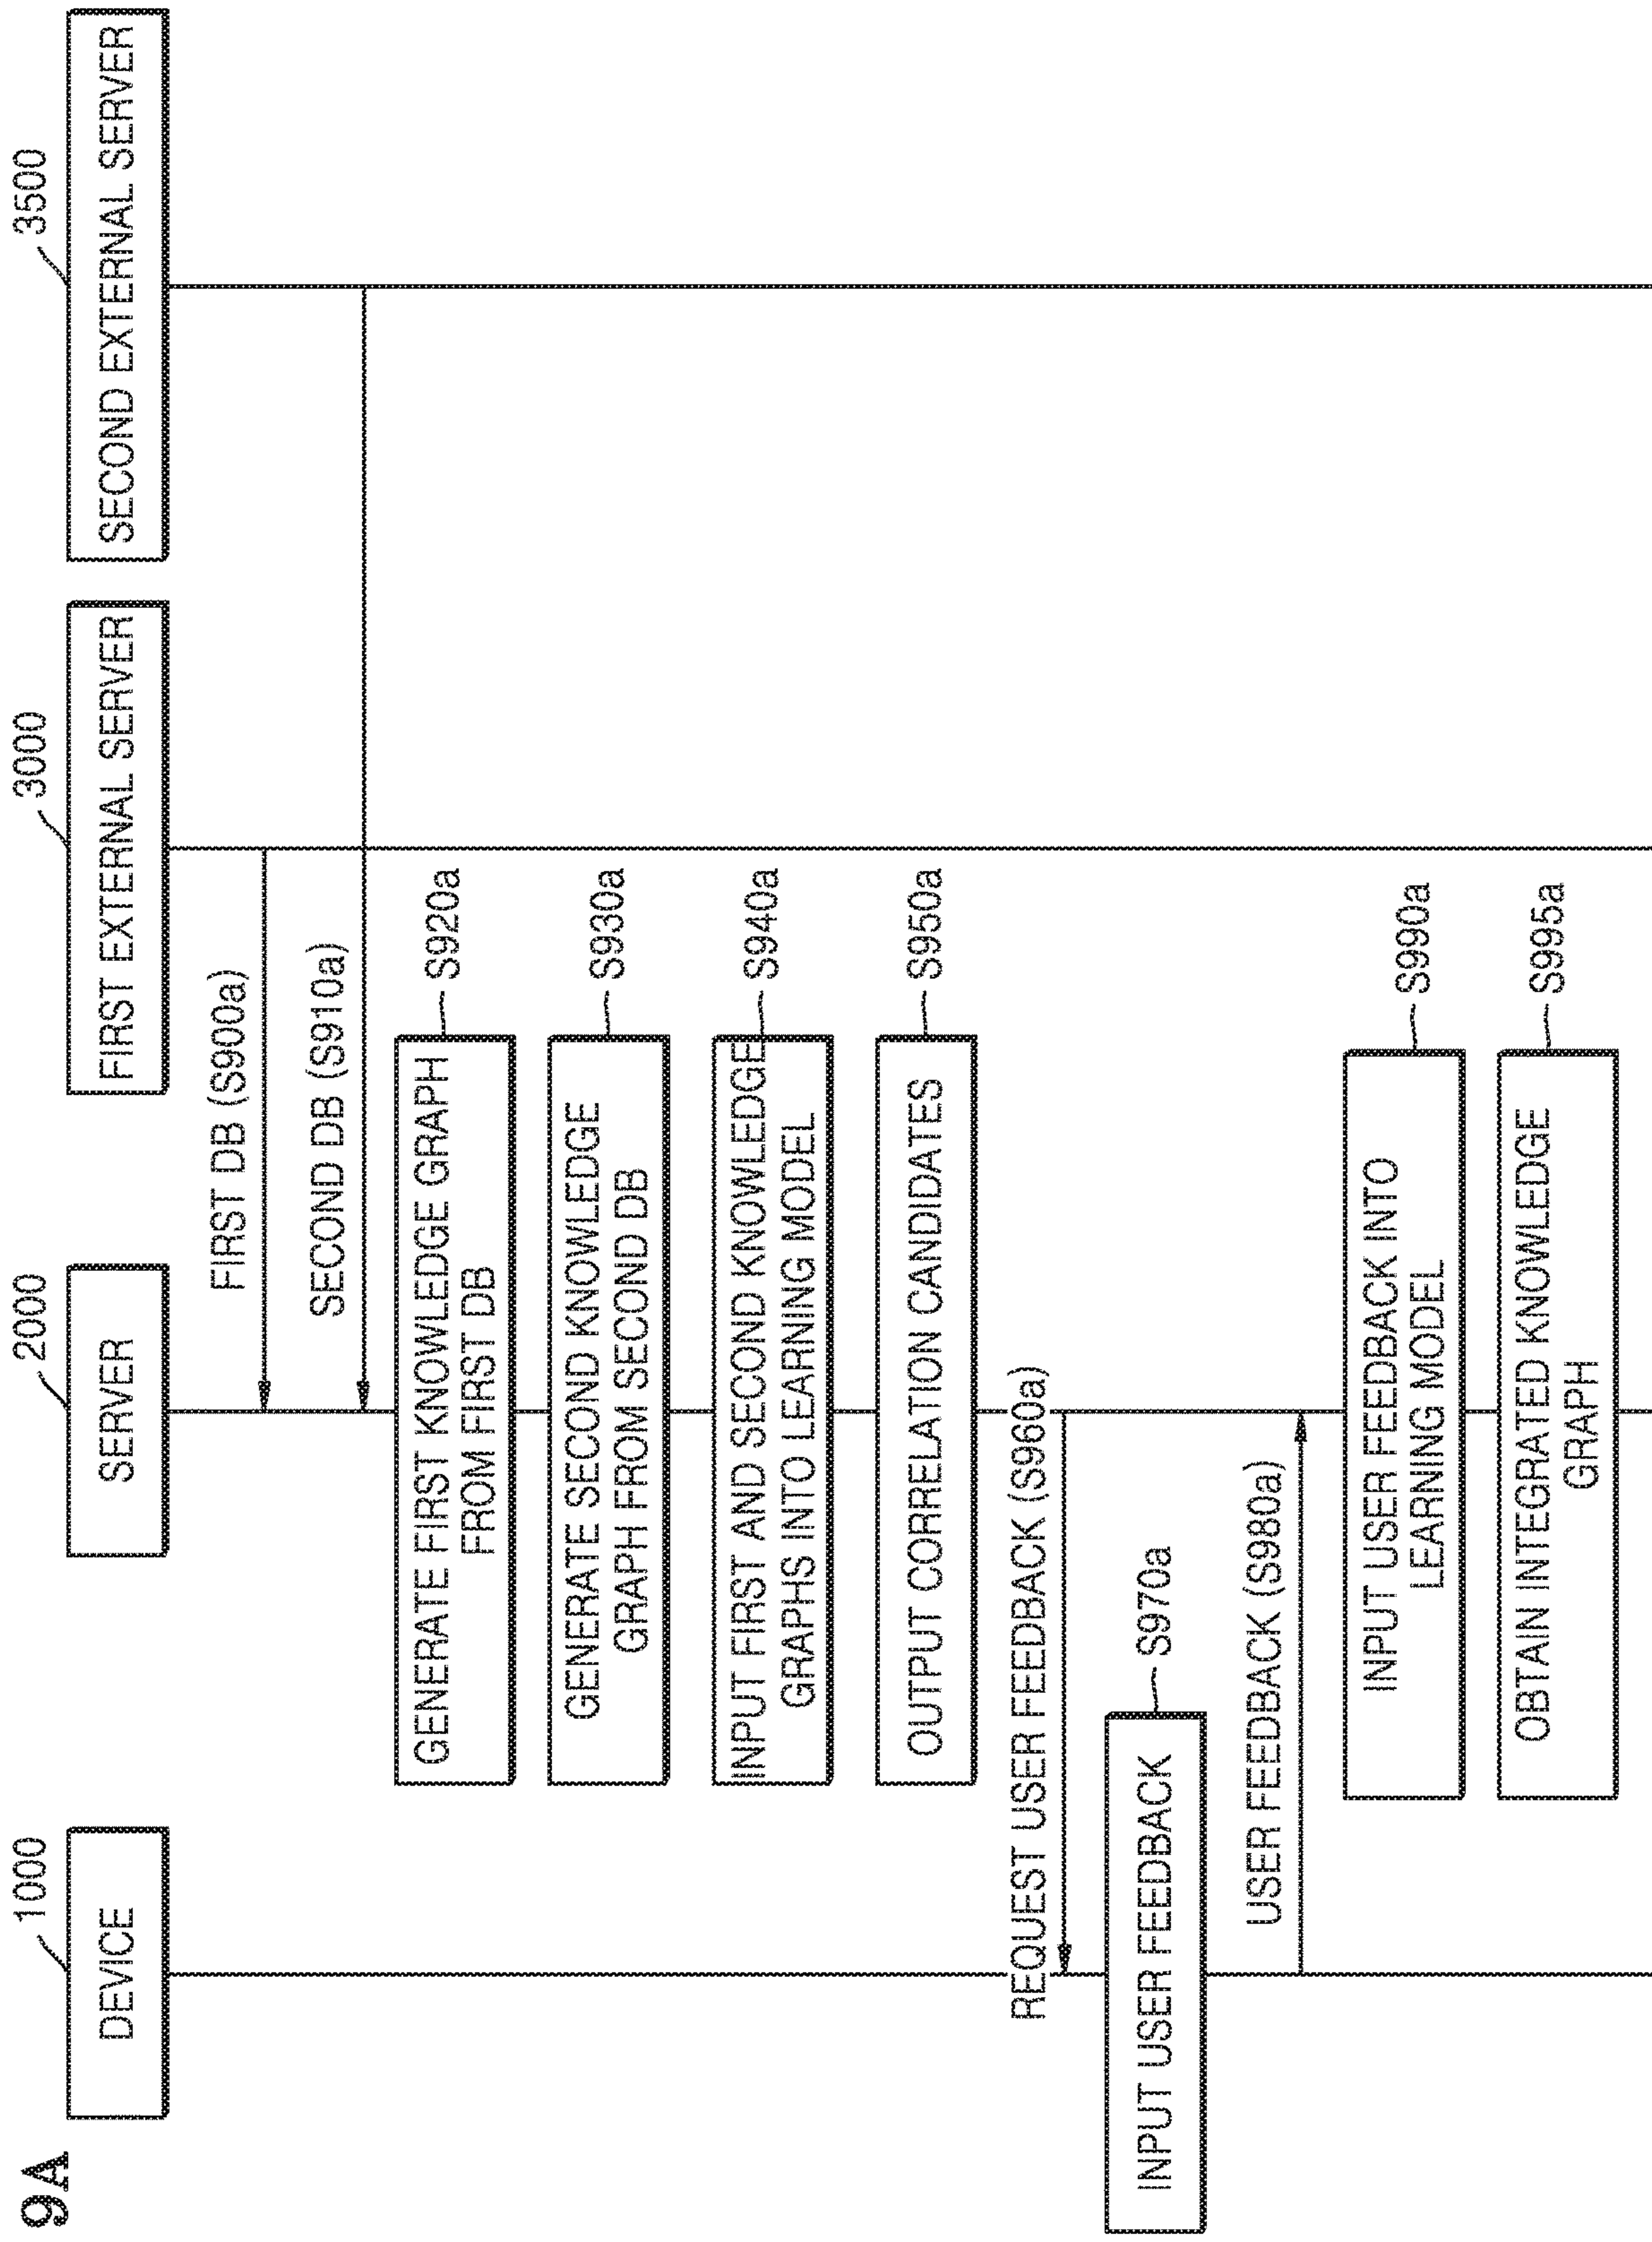 9A
1000
2000
3000
3500
DEVICE
SERVER
FIRST EXTERNAL SERVER
SECOND EXTERNAL SERVER
FIRST DB (S900a)
SECOND DB (S910a)
GENERATE FIRST KNOWLEDGE GRAPH
FROM FIRST DB
S920a
GENERATE SECOND KNOWLEDGE
GRAPH FROM SECOND DB
S930a
INPUT FIRST AND SECOND KNOWLEDGE
GRAPHS INTO LEARNING MODEL
S940a
OUTPUT CORRELATION CANDIDATES
S950a
REQUEST USER FEEDBACK (S960a)
INPUT USER FEEDBACK
S970a
USER FEEDBACK (S980a)
INPUT USER FEEDBACK INTO
LEARNING MODEL
S990a
OBTAIN INTEGRATED KNOWLEDGE
GRAPH
S995a